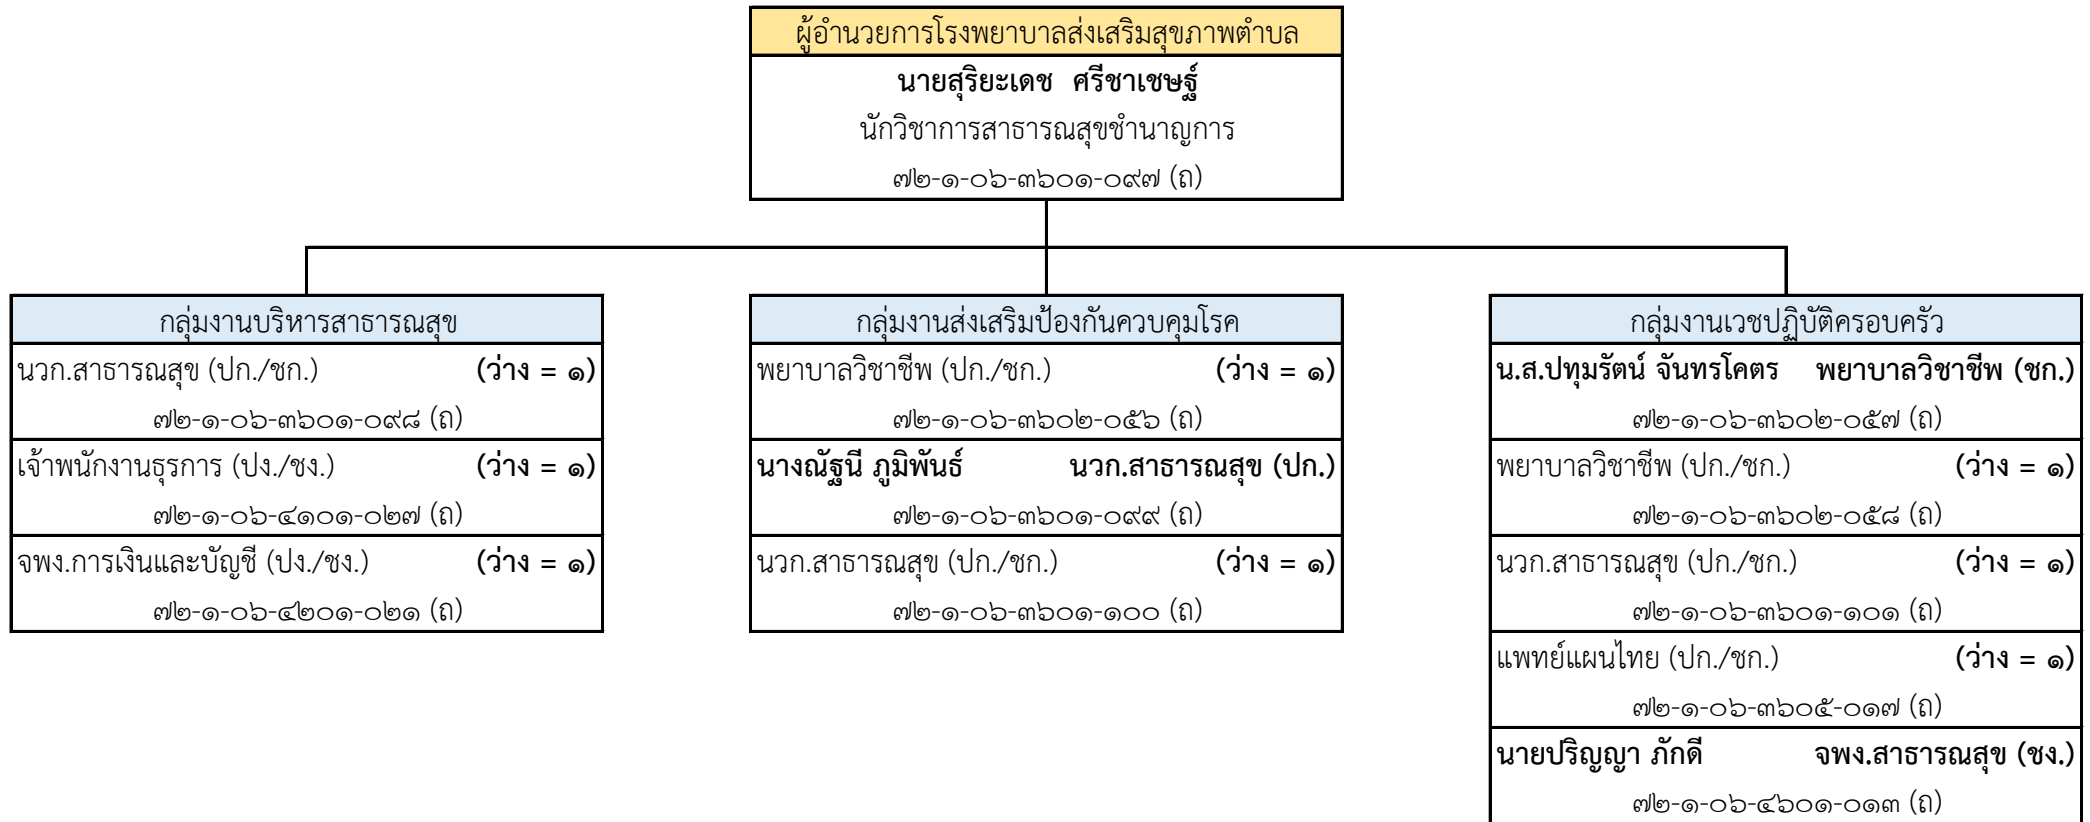 ผู้อำนวยการโรงพยาบาลส่งเสริมสุขภาพตำบล
นายสุริยะเดช ศรีชาเชษฐ์
นักวิชาการสาธารณสุขชำนาญการ
๗๒-๑-๐๖-๓๖๐๑-๐๙๗ (ถ)
กลุ่มงานบริหารสาธารณสุข
นวก.สาธารณสุข (ปก./ชก.) (ว่าง = ๑)
๗๒-๑-๐๖-๓๖๐๑-๐๙๘ (ถ)
เจ้าพนักงานธุรการ (ปง./ชง.) (ว่าง = ๑)
๗๒-๑-๐๖-๔๑๐๑-๐๒๗ (ถ)
จพง.การเงินและบัญชี (ปง./ชง.) (ว่าง = ๑)
๗๒-๑-๐๖-๔๒๐๑-๐๒๑ (ถ)
กลุ่มงานส่งเสริมป้องกันควบคุมโรค
พยาบาลวิชาชีพ (ปก./ชก.) (ว่าง = ๑)
๗๒-๑-๐๖-๓๖๐๒-๐๕๖ (ถ)
นางณัฐนี ภูมิพันธ์ นวก.สาธารณสุข (ปก.)
๗๒-๑-๐๖-๓๖๐๑-๐๙๙ (ถ)
นวก.สาธารณสุข (ปก./ชก.) (ว่าง = ๑)
๗๒-๑-๐๖-๓๖๐๑-๑๐๐ (ถ)
กลุ่มงานเวชปฏิบัติครอบครัว
น.ส.ปทุมรัตน์ จันทรโคตร พยาบาลวิชาชีพ (ชก.)
๗๒-๑-๐๖-๓๖๐๒-๐๕๗ (ถ)
พยาบาลวิชาชีพ (ปก./ชก.) (ว่าง = ๑)
๗๒-๑-๐๖-๓๖๐๒-๐๕๘ (ถ)
นวก.สาธารณสุข (ปก./ชก.) (ว่าง = ๑)
๗๒-๑-๐๖-๓๖๐๑-๑๐๑ (ถ)
แพทย์แผนไทย (ปก./ชก.) (ว่าง = ๑)
๗๒-๑-๐๖-๓๖๐๕-๐๑๗ (ถ)
นายปริญญา ภักดี จพง.สาธารณสุข (ชง.)
๗๒-๑-๐๖-๔๖๐๑-๐๑๓ (ถ)